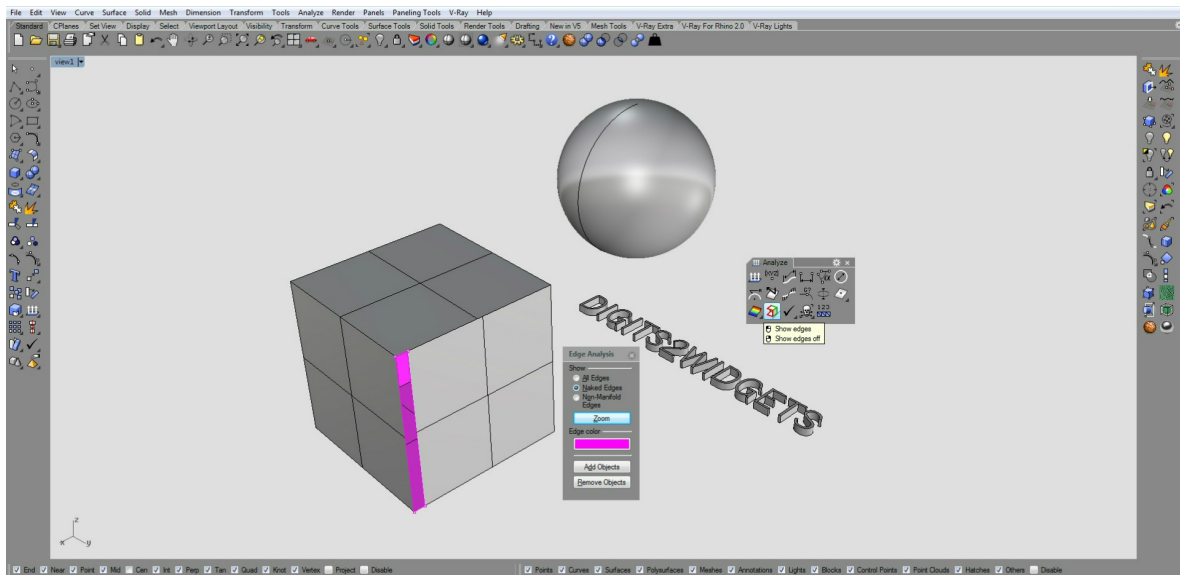 File Edit View Curve Surface Solid Mesh Dimension Transform Tools Analyze Render Panels Paneling Tools V-Ray Help
Standard CPlanes Set View Display Select Viewport Layout Visibility Transform Curve Tools Surface Tools Solid Tools Render Tools Drafting New in V5 Mesh Tools V-Ray Extra V-Ray For Rhino 2.0 V-Ray Lights
view1
Analyze
Show edges
Show edges off
DIGITS2WIDGETS
Edge Analysis
Show
All Edges
Naked Edges
Non-Manifold
Edges
Zoom
Edge color
Add Objects
Remove Objects
z
x y
End Near Point Mid Cen Int Perp Tan Quad Knot Vertex Project Disable Points Curves Surfaces Polysurfaces Meshes Annotations Lights Blocks Control Points Point Clouds Hatches Others Disable